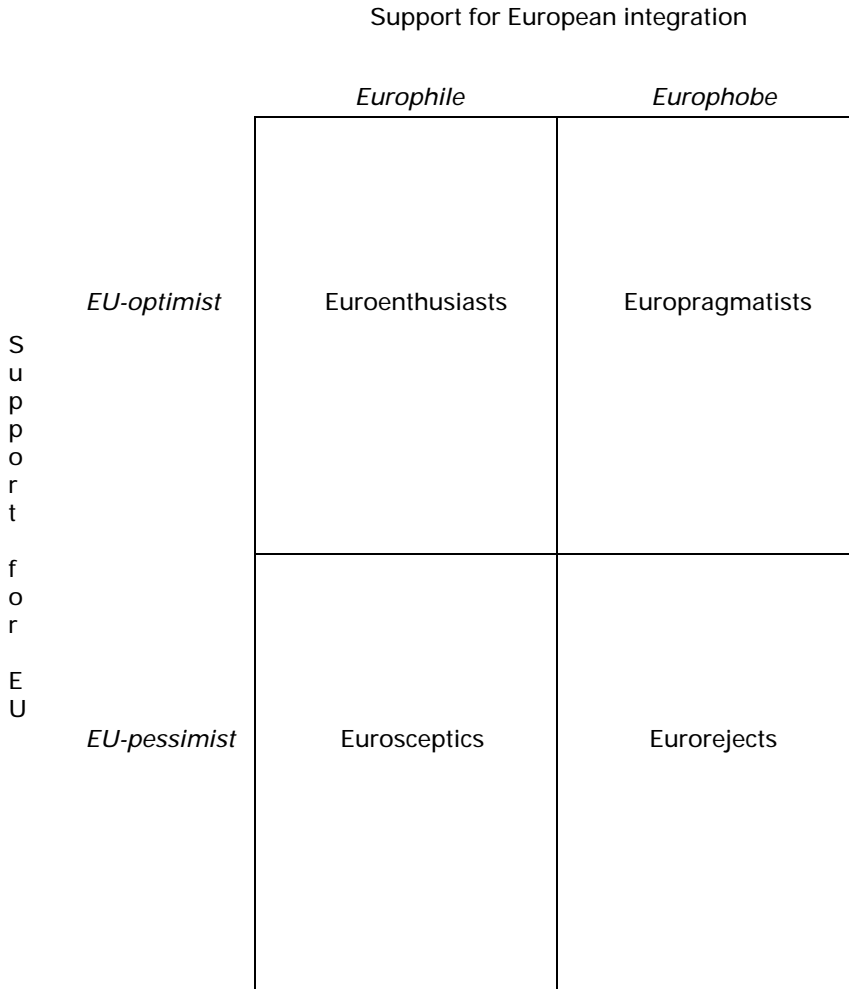 Support for European integration
Europhile Europhobe
EU-optimist Euroenthusiasts Europragmatists
Support for EU
EU-pessimist Eurosceptics Eurorejects